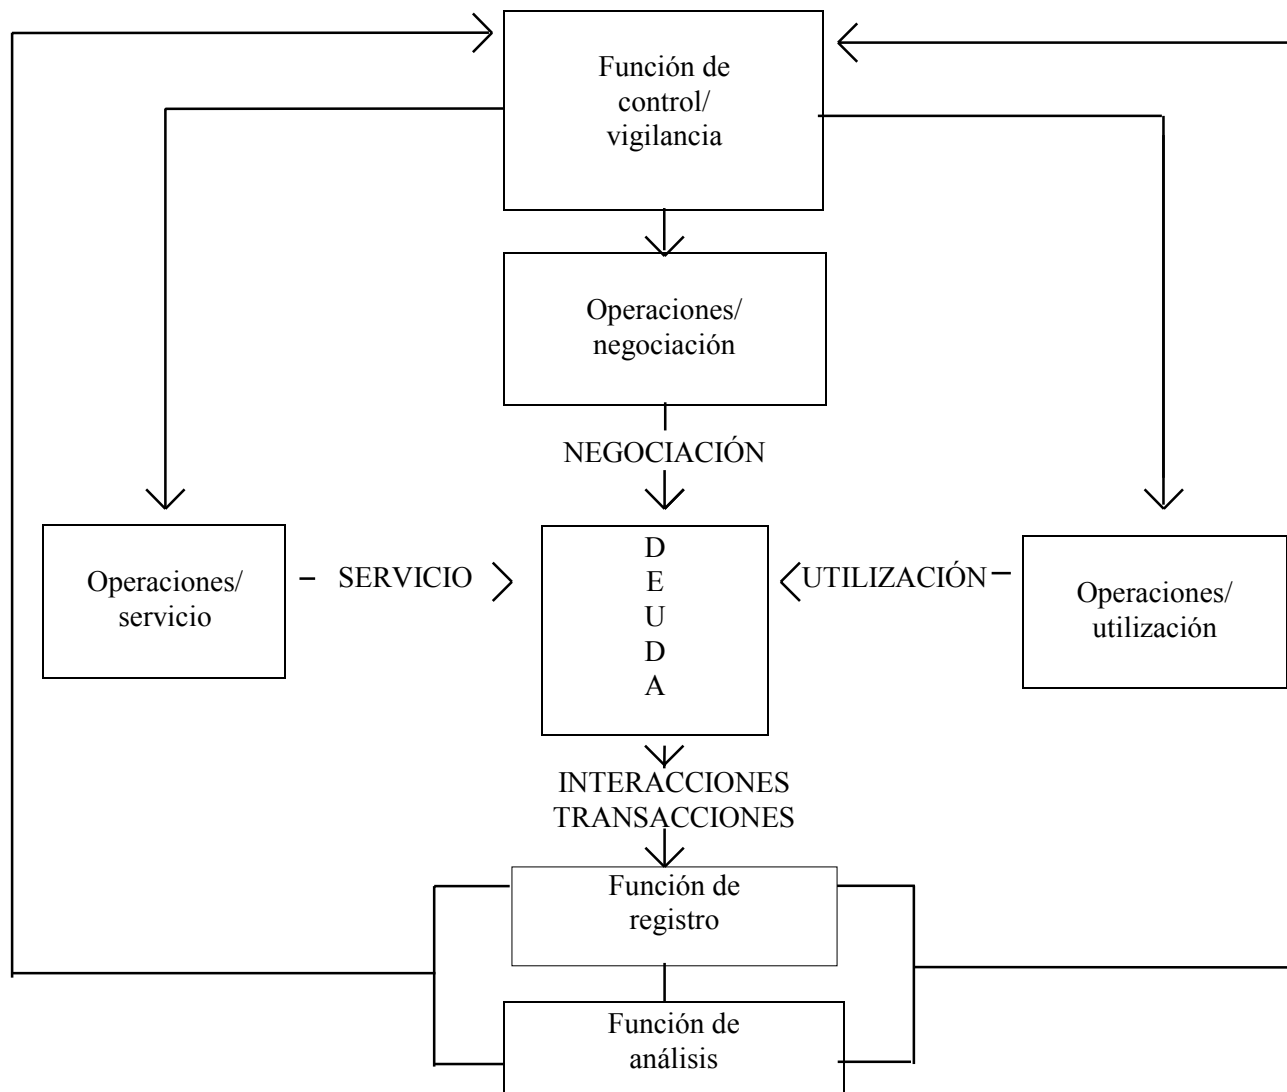 Función de
control/
vigilancia
Operaciones/
negociación
NEGOCIACIÓN
Operaciones/
servicio
SERVICIO
D
E
U
D
A
UTILIZACIÓN
Operaciones/
utilización
INTERACCIONES
TRANSACCIONES
Función de
registro
Función de
análisis